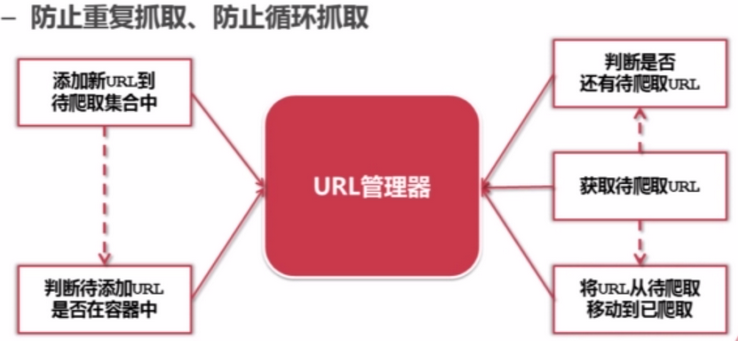 – 防止重复抓取、防止循环抓取
添加新URL到
待爬取集合中
判断待添加URL
是否在容器中
URL管理器
判断是否
还有待爬取URL
获取待爬取URL
将URL从待爬取
移动到已爬取